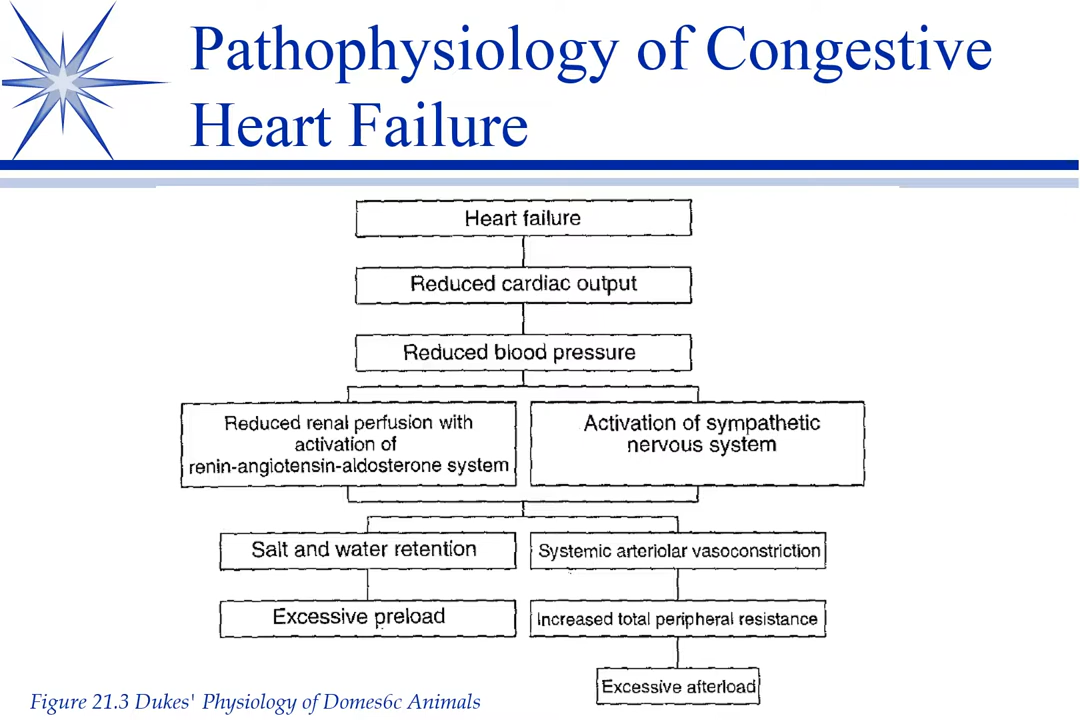 Pathophysiology of Congestive
Heart Failure
Heart failure
Reduced cardiac output
Reduced blood pressure
Reduced renal perfusion with
activation of
renin-angiotensin-aldosterone system
Activation of sympathetic
nervous system
Salt and water retention
Systemic arteriolar vasoconstriction
Excessive preload
Increased total peripheral resistance
Excessive afterload
Figure 21.3 Dukes' Physiology of Domes6c Animals